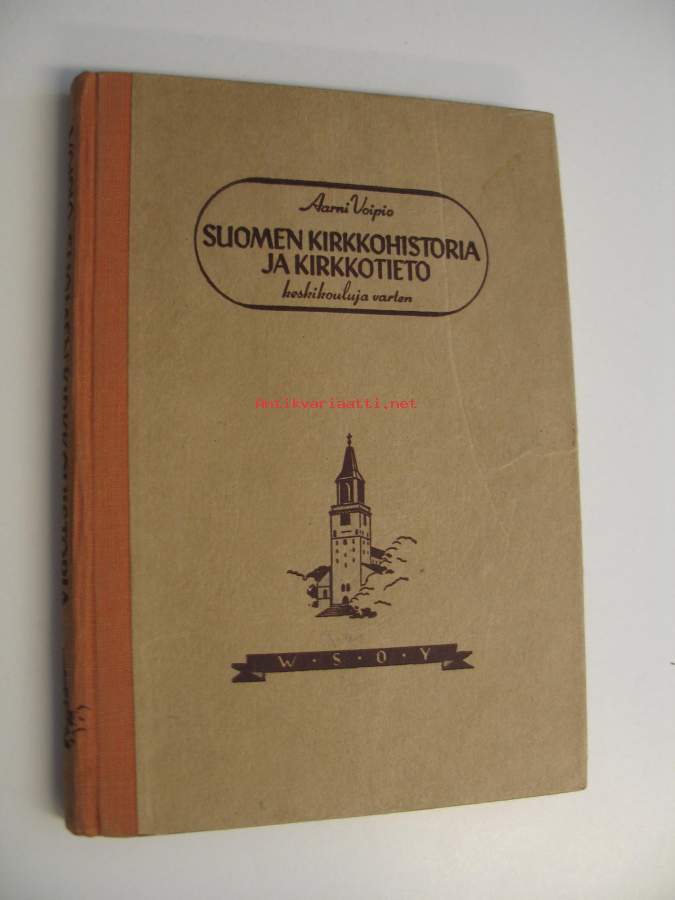 Aarni Voipio
SUOMEN KIRKKOHISTORIA
JA KIRKKOTIETO
keskikouluja varten
Antikvariaatti.net
W · S · O · Y